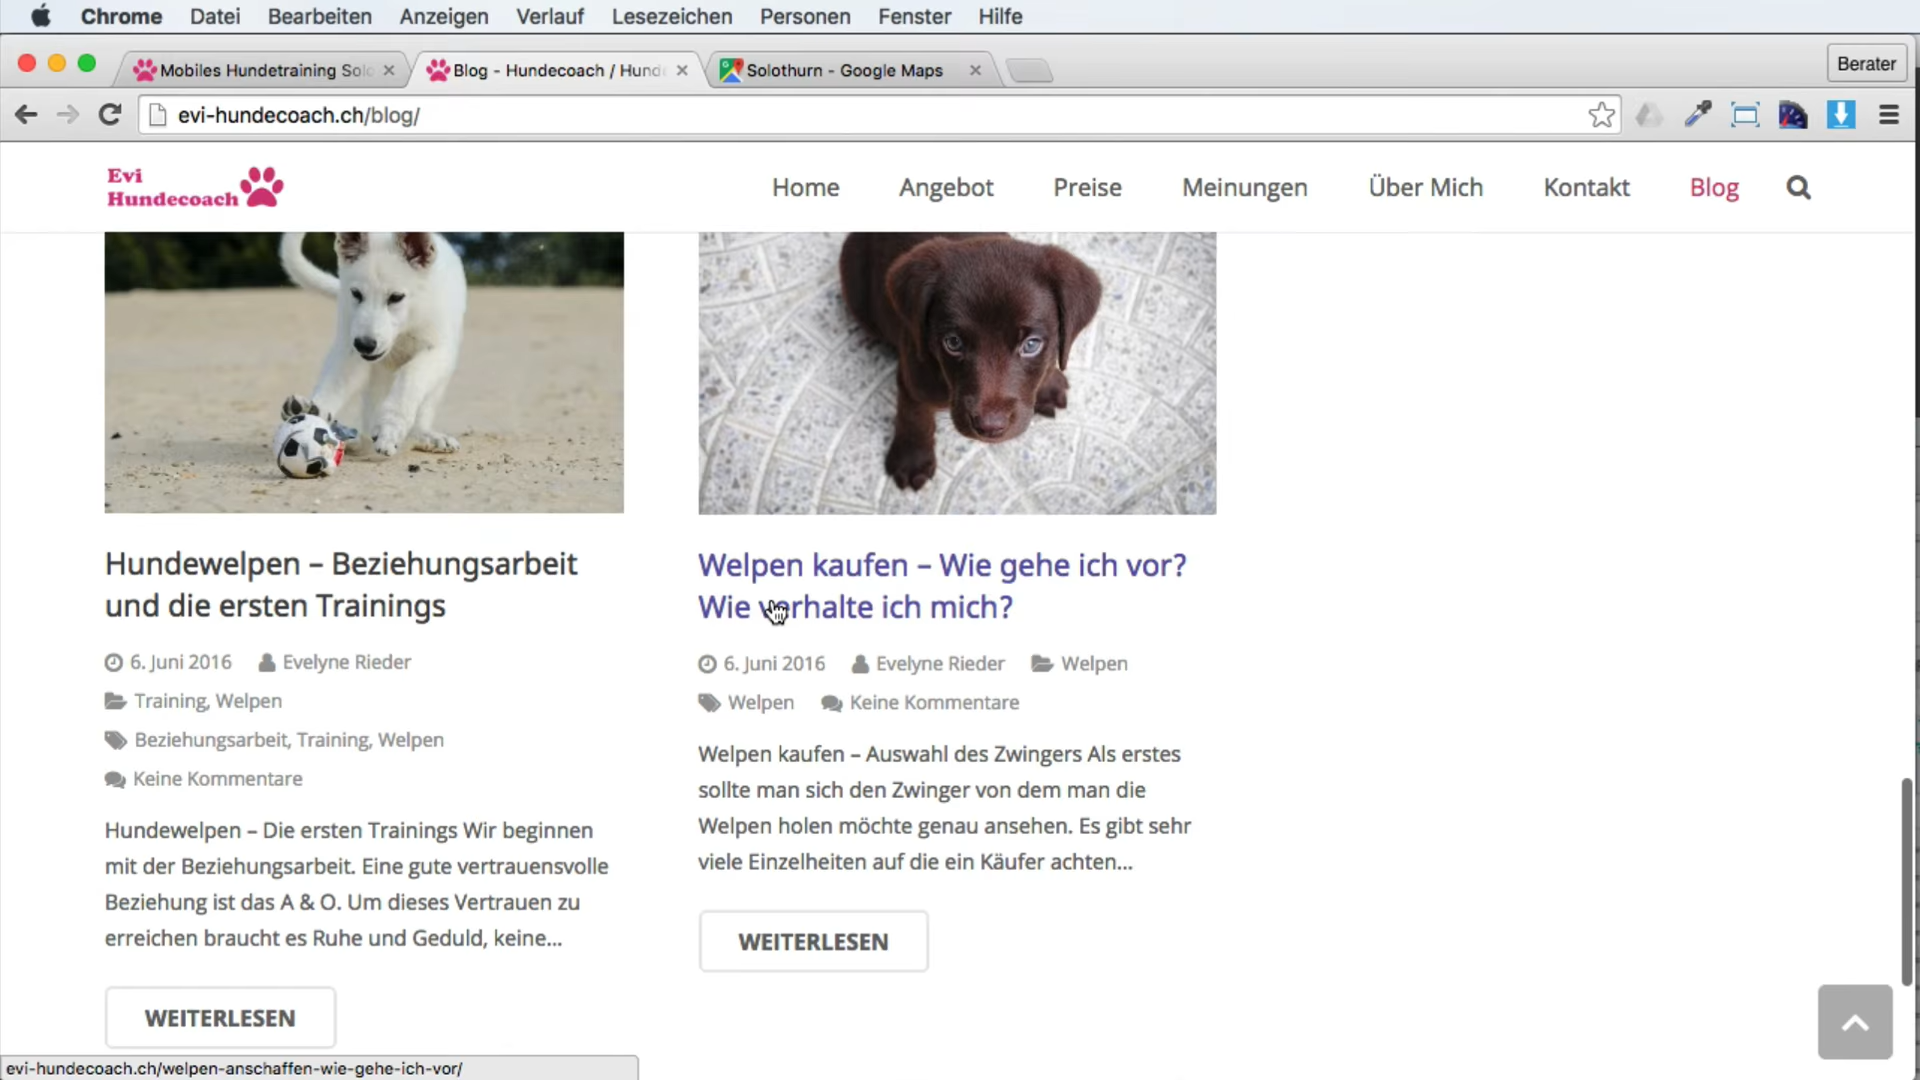 Chrome Datei Bearbeiten Anzeigen Verlauf Lesezeichen Personen Fenster Hilfe
Mobiles Hundetraining Solo
Blog - Hundecoach / Hunde
Solothurn - Google Maps
Berater
evi-hundecoach.ch/blog/
Evi
Hundecoach
Home Angebot Preise Meinungen Über Mich Kontakt Blog
Hundewelpen – Beziehungsarbeit
und die ersten Trainings
6. Juni 2016 Evelyne Rieder
Training, Welpen
Beziehungsarbeit, Training, Welpen
Keine Kommentare
Hundewelpen – Die ersten Trainings Wir beginnen
mit der Beziehungsarbeit. Eine gute vertrauensvolle
Beziehung ist das A & O. Um dieses Vertrauen zu
erreichen braucht es Ruhe und Geduld, keine...
WEITERLESEN
Welpen kaufen – Wie gehe ich vor?
Wie verhalte ich mich?
6. Juni 2016 Evelyne Rieder Welpen
Welpen Keine Kommentare
Welpen kaufen – Auswahl des Zwingers Als erstes
sollte man sich den Zwinger von dem man die
Welpen holen möchte genau ansehen. Es gibt sehr
viele Einzelheiten auf die ein Käufer achten...
WEITERLESEN
evi-hundecoach.ch/welpen-anschaffen-wie-gehe-ich-vor/